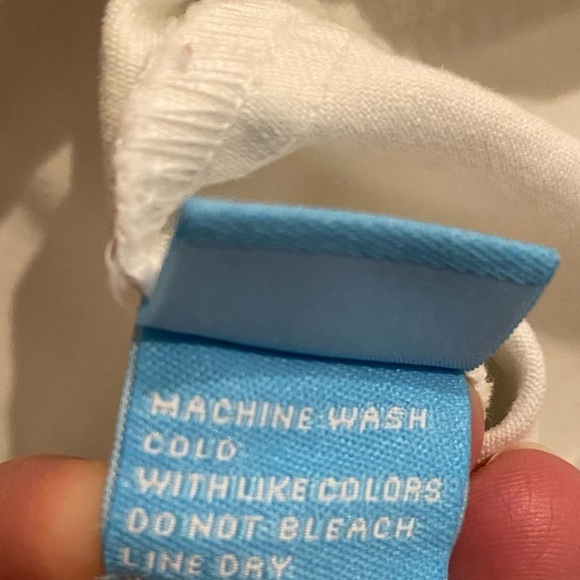 MACHINE WASH
COLD
WITH LIKE COLORS
DO NOT BLEACH
LINE DRY